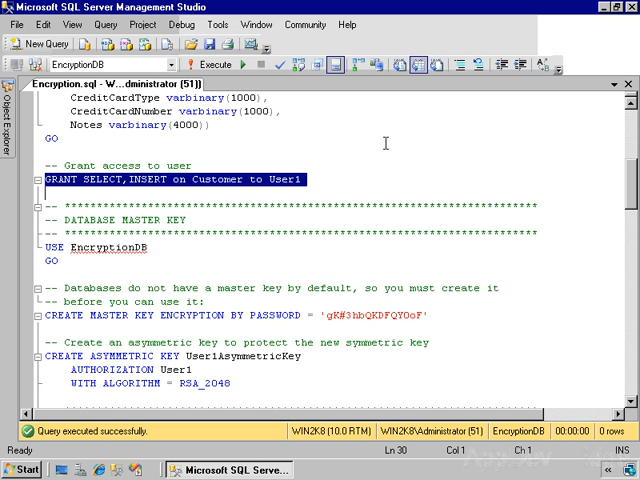 Microsoft SQL Server Management Studio
File Edit View Query Project Debug Tools Window Community Help
New Query
EncryptionDB Execute
Object Explorer
Encryption.sql - W...dministrator (51))
CreditCardType varbinary(1000),
CreditCardNumber varbinary(1000),
Notes varbinary(4000))
GO
-- Grant access to user
GRANT SELECT,INSERT on Customer to User1
-- **************************************************************************
-- DATABASE MASTER KEY
-- **************************************************************************
USE EncryptionDB
GO
-- Databases do not have a master key by default, so you must create it
-- before you can use it:
CREATE MASTER KEY ENCRYPTION BY PASSWORD = 'gK#3hbQKDFQY0oF'
-- Create an asymmetric key to protect the new symmetric key
CREATE ASYMMETRIC KEY User1AsymmetricKey
AUTHORIZATION User1
WITH ALGORITHM = RSA_2048
Query executed successfully. WIN2K8 (10.0 RTM) WIN2K8\Administrator (51) EncryptionDB 00:00:00 0 rows
Ready Ln 30 Col 1 Ch 1 INS
Start Microsoft SQL Serve...